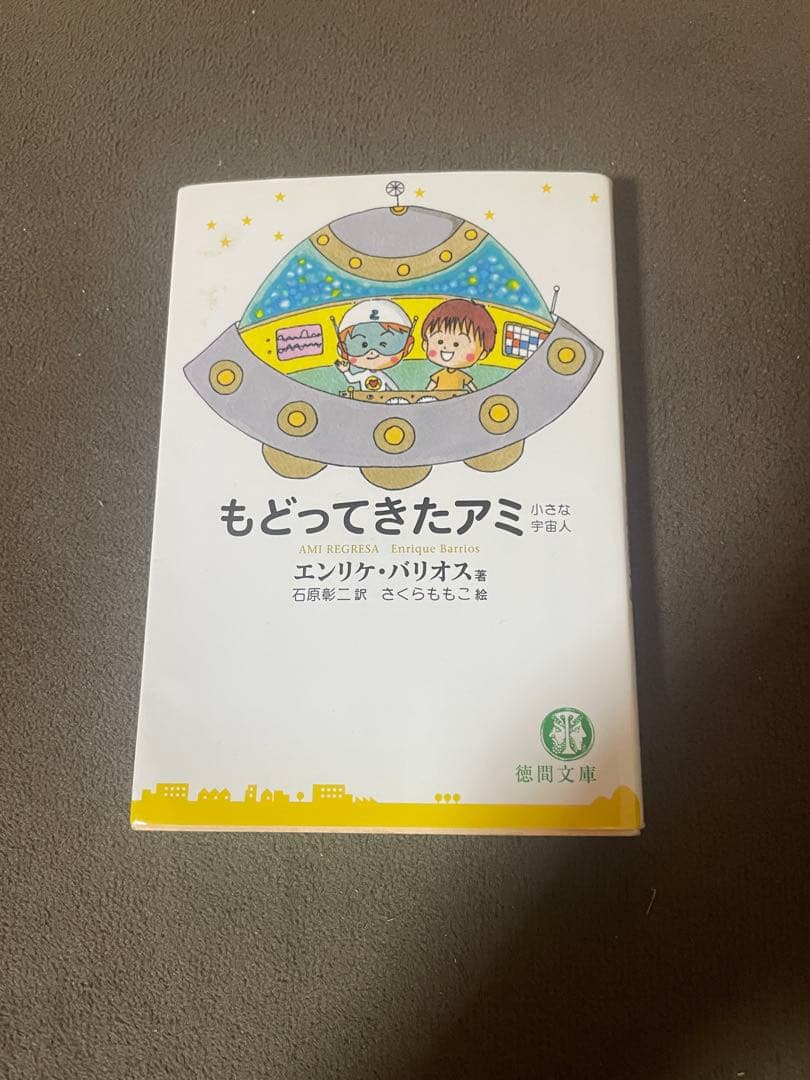 もどってきたアミ 小さな宇宙人
AMI REGRESA Enrique Barrios
エンリケ・バリオス 著
石原彰二 訳 さくらももこ 絵
徳間文庫